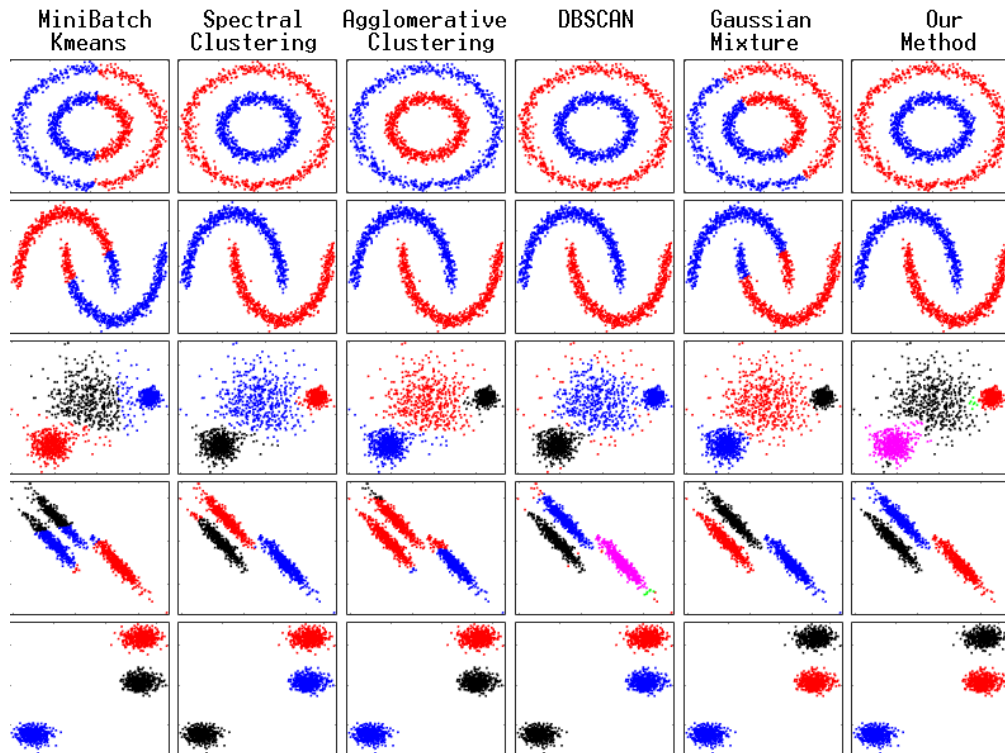 MiniBatch Kmeans
Spectral Clustering
Agglomerative Clustering
DBSCAN
Gaussian Mixture
Our Method